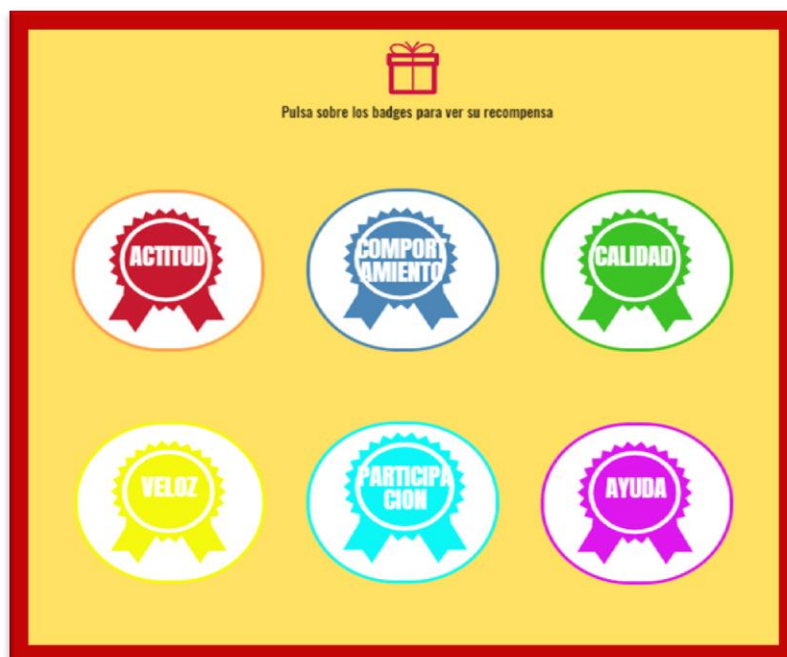 Pulsa sobre los badges para ver su recompensa
ACTITUD
COMPORT
AMIENTO
CALIDAD
VELOZ
PARTICIPA
CION
AYUDA